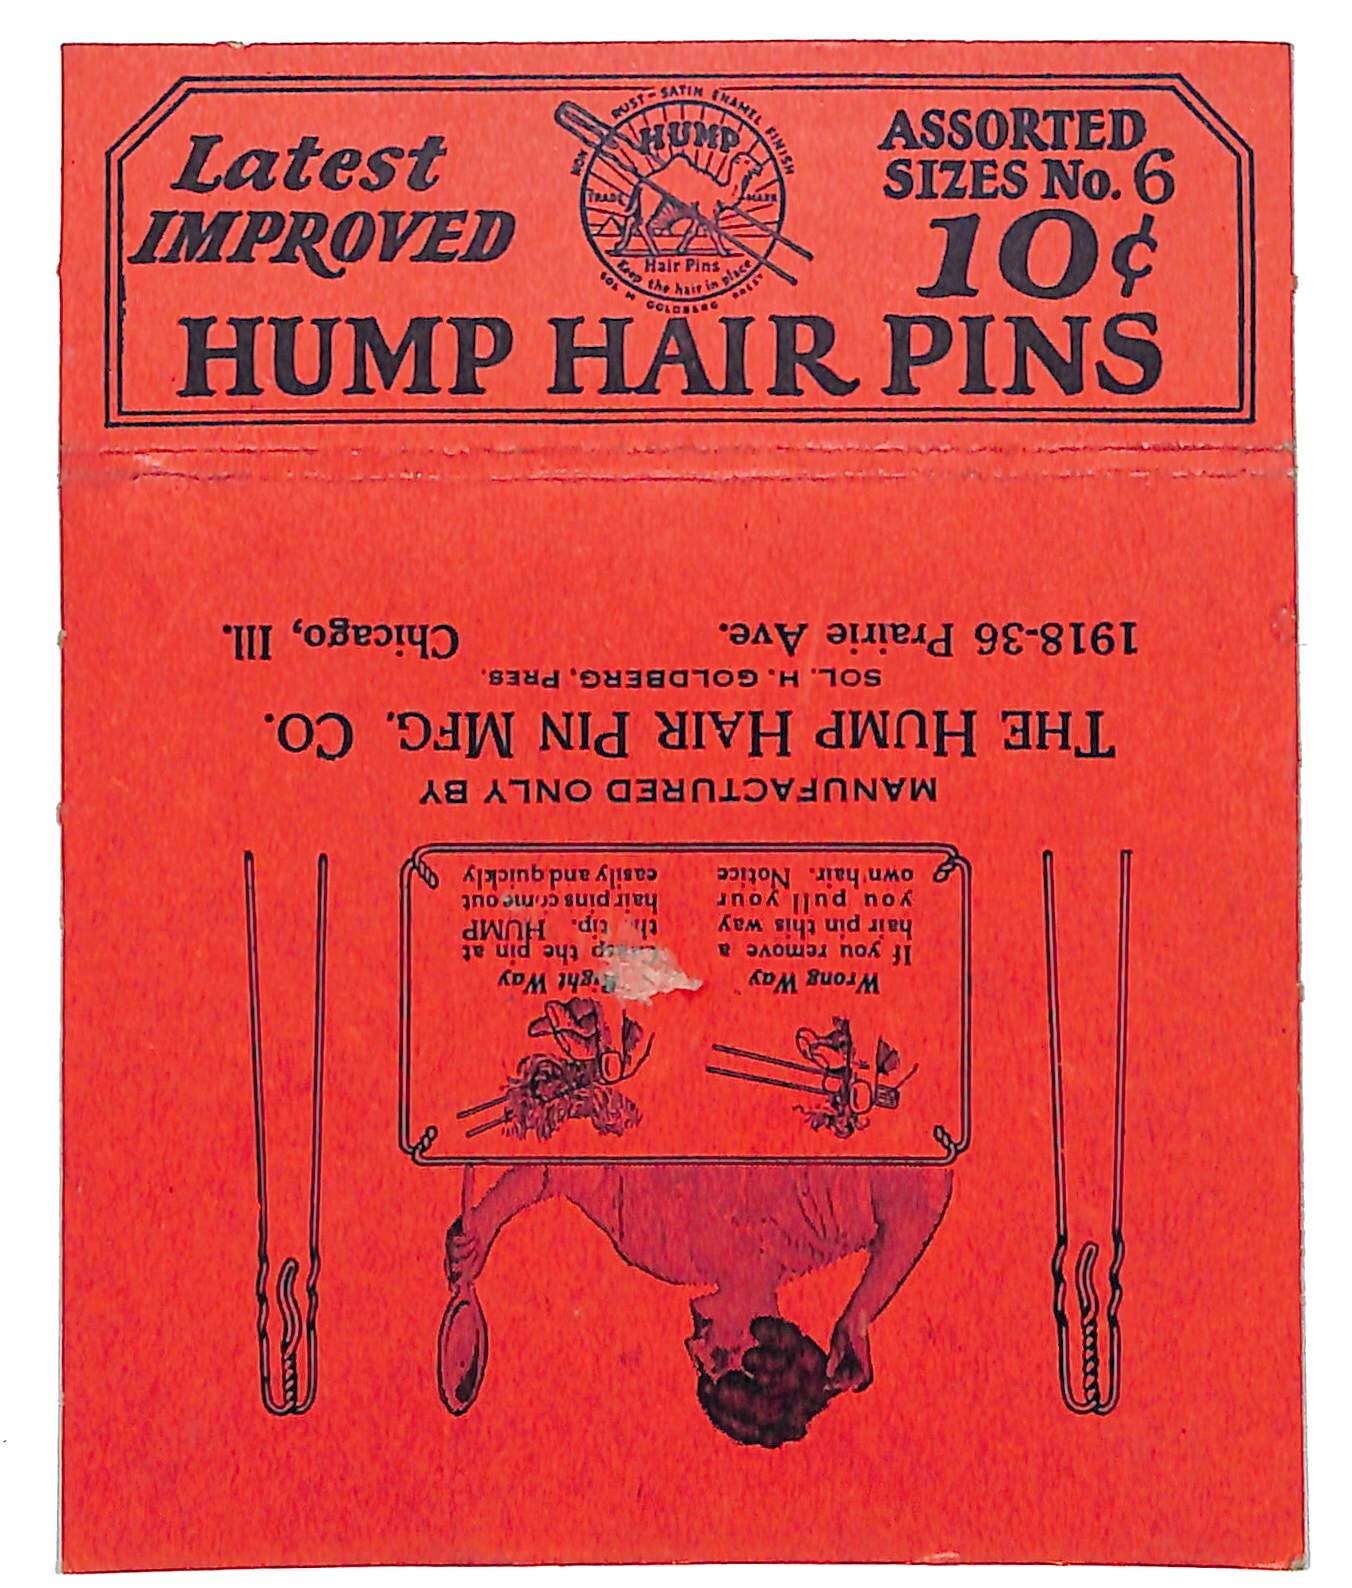 Latest
IMPROVED
NON RUST - SATIN ENAMEL FINISH
HUMP
TRADE MARK
Hair Pins
Keep the hair in place
SOL H GOLDBERG PREST
ASSORTED
SIZES No. 6
10¢
HUMP HAIR PINS
Wrong Way
If you remove a
hair pin this way
you pull your
own hair. Notice
Right Way
the pin at
tip. HUMP
hair pins come out
easily and quickly
MANUFACTURED ONLY BY
THE HUMP HAIR PIN MFG. CO.
SOL. H. GOLDBERG, PRES.
1918-36 Prairie Ave. Chicago, Ill.